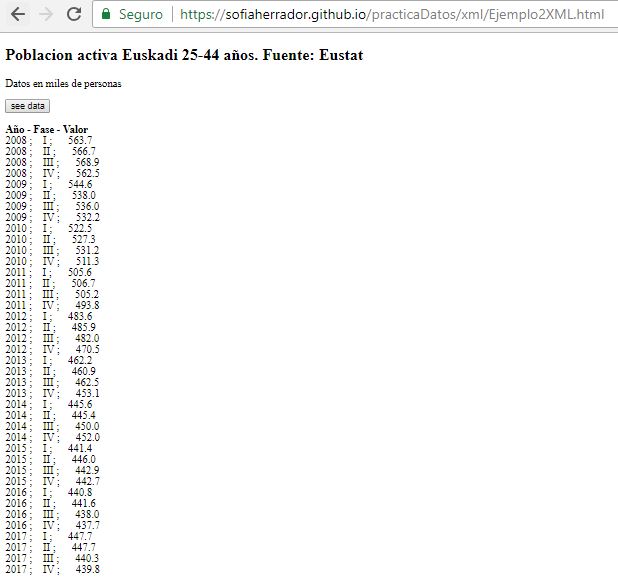 Seguro | https://sofiaherrador.github.io/practicaDatos/xml/Ejemplo2XML.html
Poblacion activa Euskadi 25-44 años. Fuente: Eustat
Datos en miles de personas
see data
Año - Fase - Valor
2008 ; I ; 563.7
2008 ; II ; 566.7
2008 ; III ; 568.9
2008 ; IV ; 562.5
2009 ; I ; 544.6
2009 ; II ; 538.0
2009 ; III ; 536.0
2009 ; IV ; 532.2
2010 ; I ; 522.5
2010 ; II ; 527.3
2010 ; III ; 531.2
2010 ; IV ; 511.3
2011 ; I ; 505.6
2011 ; II ; 506.7
2011 ; III ; 505.2
2011 ; IV ; 493.8
2012 ; I ; 483.6
2012 ; II ; 485.9
2012 ; III ; 482.0
2012 ; IV ; 470.5
2013 ; I ; 462.2
2013 ; II ; 460.9
2013 ; III ; 462.5
2013 ; IV ; 453.1
2014 ; I ; 445.6
2014 ; II ; 445.4
2014 ; III ; 450.0
2014 ; IV ; 452.0
2015 ; I ; 441.4
2015 ; II ; 446.0
2015 ; III ; 442.9
2015 ; IV ; 442.7
2016 ; I ; 440.8
2016 ; II ; 441.6
2016 ; III ; 438.0
2016 ; IV ; 437.7
2017 ; I ; 447.7
2017 ; II ; 447.7
2017 ; III ; 440.3
2017 ; IV ; 439.8